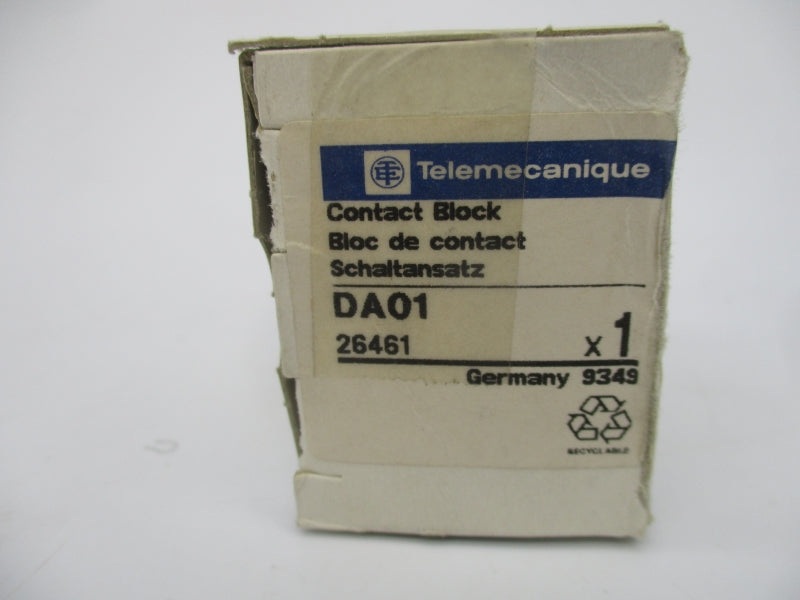 Telemecanique
Contact Block
Bloc de contact
Schaltansatz
DA01
26461 x 1
Germany 9349
RECYCLABLE